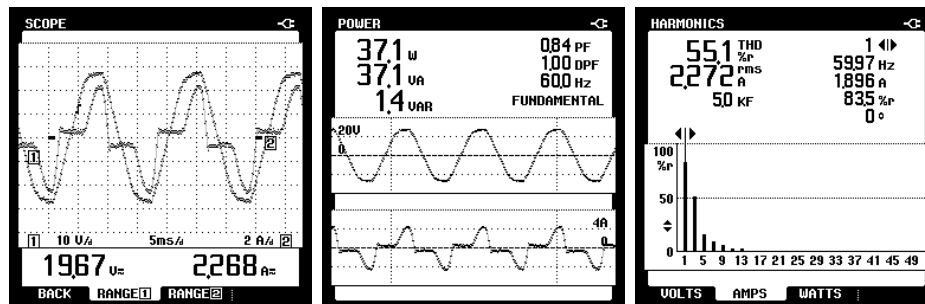 SCOPE
1
2
1 10 V/d 5ms/d 2 A/d 2
19.67 V≂ 2.268 A≂
BACK RANGE1 RANGE2
POWER
37.1 W 0.84 PF
37.1 VA 1.00 DPF
1.4 VAR 60.0 Hz
FUNDAMENTAL
20V
0
4A
0
HARMONICS
55.1 THD %r 1
2.272 rms A 59.97 Hz
1.896 A
5.0 KF 83.5 %r
0 °
100
%r
50
0
1 5 9 13 17 21 25 29 33 37 41 45 49
VOLTS AMPS WATTS